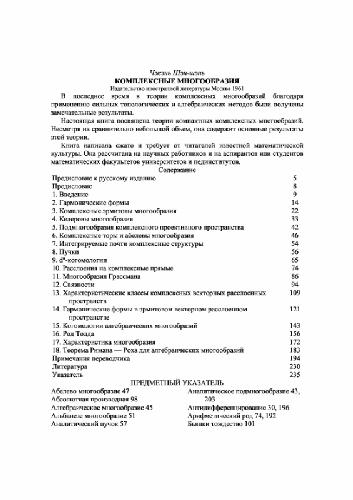 Чжень Шэн-шень
КОМПЛЕКСНЫЕ МНОГООБРАЗИЯ
Издательство иностранной литературы Москва 1961
В последнее время в теории комплексных многообразий благодаря
применению сильных топологических и алгебраических методов были получены
замечательные результаты.
Настоящая книга посвящена теории компактных комплексных многообразий.
Несмотря на сравнительно небольшой объем, она содержит основные результаты
этой теории.
Книга написана сжато и требует от читателей известной математической
культуры. Она рассчитана на научных работников и на аспирантов или студентов
математических факультетов университетов и пединститутов.
Содержание
Предисловие к русскому изданию 5
Предисловие 8
1. Введение 9
2. Гармонические формы 14
3. Комплексные эрмитовы многообразия 22
4. Кэлеровы многообразия 33
5. Подмногообразия комплексного проективного пространства 42
6. Комплексные торы и абелевы многообразия 46
7. Интегрируемые почти комплексные структуры 54
8. Пучки 56
9. d"-когомология 65
10. Расслоения на комплексные прямые 74
11. Многообразия Грассмана 86
12. Связности 94
13. Характеристические классы комплексных векторных расслоенных 109
пространств
14. Гармонические формы в эрмитовом векторном расслоенном 121
пространстве
15. Когомологии алгебраических многообразий 143
16. Род Тодда 156
17. Характеристика многообразия 172
18. Теорема Римана — Роха для алгебраических многообразий 183
Примечания переводчика 194
Литература 230
Указатель 235
ПРЕДМЕТНЫЙ УКАЗАТЕЛЬ
Абелево многообразие 47
Абсолютная производная 98
Алгебраическое многообразие 45
Альбанезе многообразие 51
Аналитический пучок 57
Аналитическое подмногообразие 43,
203
Антидифференцирование 30, 196
Арифметический род 74, 192
Бьянки тождество 101